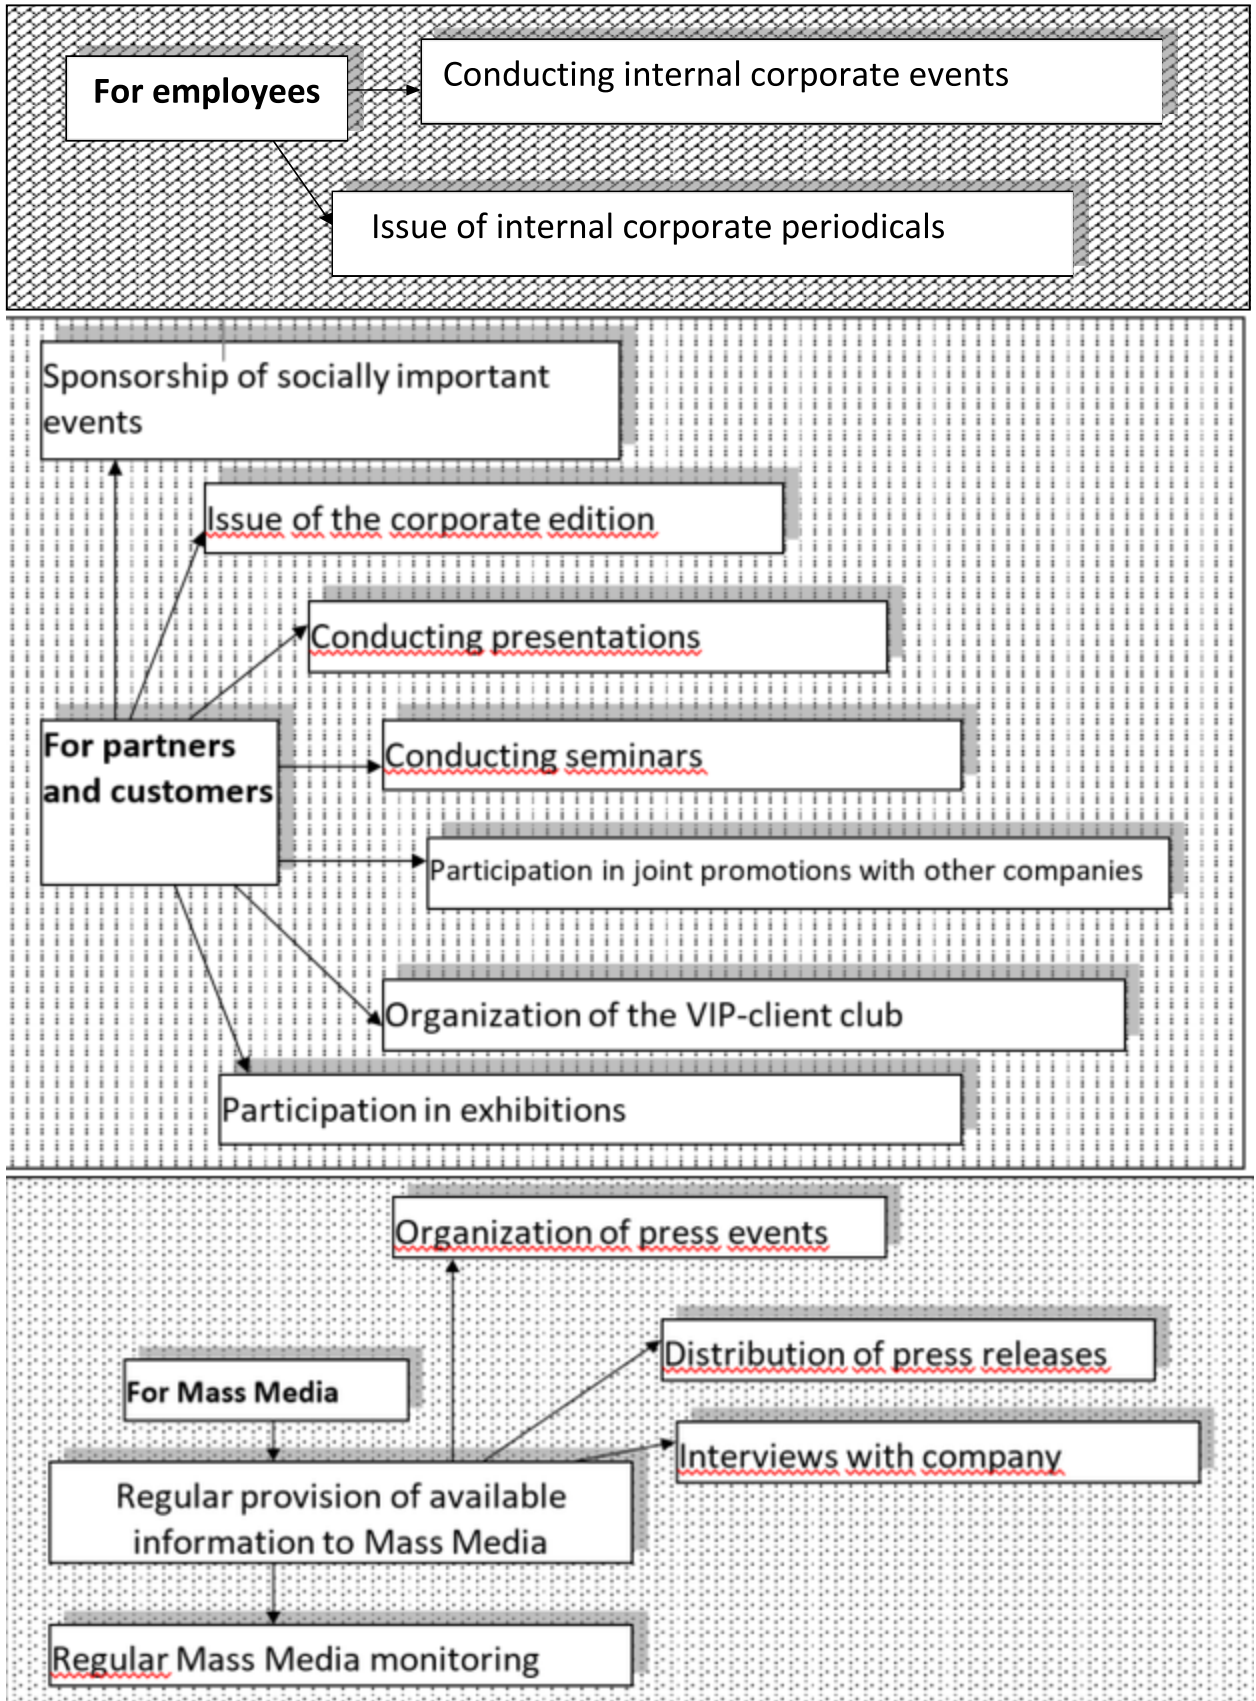 For employees
Conducting internal corporate events
Issue of internal corporate periodicals
Sponsorship of socially important
events
Issue of the corporate edition
Conducting presentations
For partners
and customers
Conducting seminars
Participation in joint promotions with other companies
Organization of the VIP-client club
Participation in exhibitions
Organization of press events
Distribution of press releases
For Mass Media
Interviews with company
Regular provision of available
information to Mass Media
Regular Mass Media monitoring